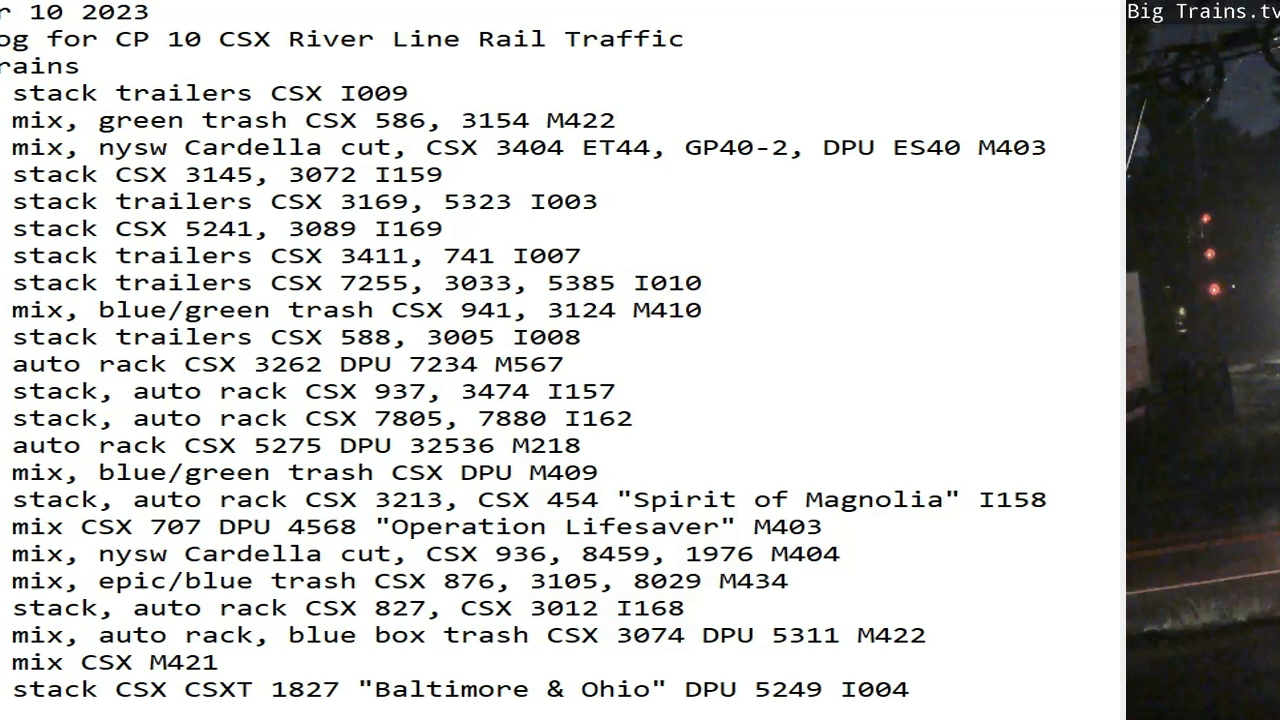 r 10 2023
og for CP 10 CSX River Line Rail Traffic
rains
stack trailers CSX I009
mix, green trash CSX 586, 3154 M422
mix, nysw Cardella cut, CSX 3404 ET44, GP40-2, DPU ES40 M403
stack CSX 3145, 3072 I159
stack trailers CSX 3169, 5323 I003
stack CSX 5241, 3089 I169
stack trailers CSX 3411, 741 I007
stack trailers CSX 7255, 3033, 5385 I010
mix, blue/green trash CSX 941, 3124 M410
stack trailers CSX 588, 3005 I008
auto rack CSX 3262 DPU 7234 M567
stack, auto rack CSX 937, 3474 I157
stack, auto rack CSX 7805, 7880 I162
auto rack CSX 5275 DPU 32536 M218
mix, blue/green trash CSX DPU M409
stack, auto rack CSX 3213, CSX 454 "Spirit of Magnolia" I158
mix CSX 707 DPU 4568 "Operation Lifesaver" M403
mix, nysw Cardella cut, CSX 936, 8459, 1976 M404
mix, epic/blue trash CSX 876, 3105, 8029 M434
stack, auto rack CSX 827, CSX 3012 I168
mix, auto rack, blue box trash CSX 3074 DPU 5311 M422
mix CSX M421
stack CSX CSXT 1827 "Baltimore & Ohio" DPU 5249 I004
Big Trains.tv